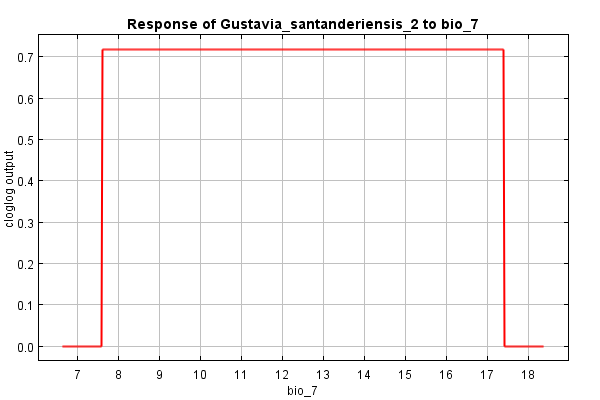 Response of Gustavia_santanderiensis_2 to bio_7
cloglog output
0.7
0.6
0.5
0.4
0.3
0.2
0.1
0.0
7 8 9 10 11 12 13 14 15 16 17 18
bio_7